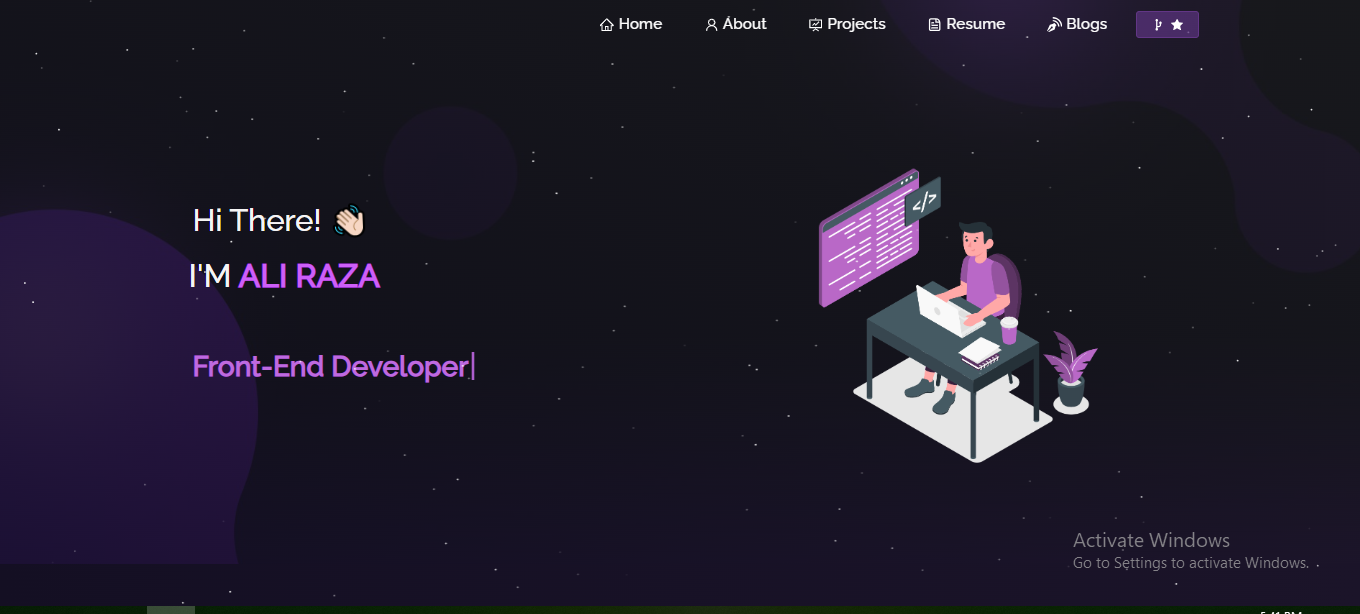 Home About Projects Resume Blogs
Hi There! 👋🏻
I'M ALI RAZA
Front-End Developer|
</>
Activate Windows
Go to Settings to activate Windows.